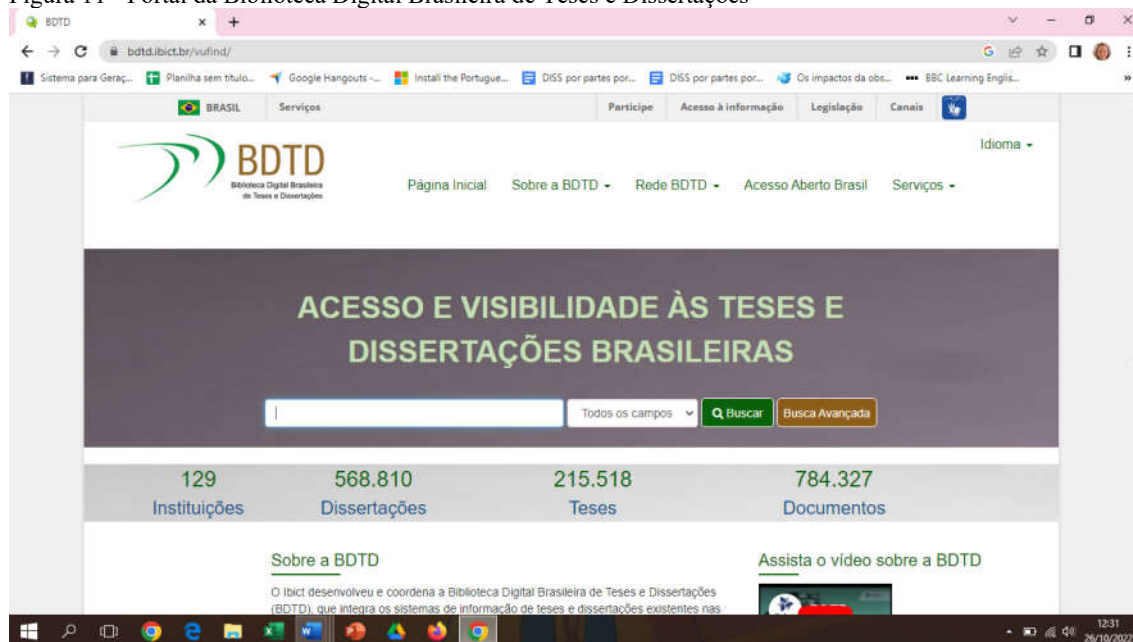 Figura 11 - Portal da Biblioteca Digital Brasileira de Teses e Dissertações
BDTD
bdtd.ibict.br/vufind/
Sistema para Geraç... Planilha sem título... Google Hangouts -... Install the Portugue... DISS por partes por... DISS por partes por... Os impactos da obs... BBC Learning Englis...
BRASIL Serviços Participe Acesso à informação Legislação Canais
Idioma
BDTD
Biblioteca Digital Brasileira
de Teses e Dissertações
Página Inicial Sobre a BDTD Rede BDTD Acesso Aberto Brasil Serviços
ACESSO E VISIBILIDADE ÀS TESES E
DISSERTAÇÕES BRASILEIRAS
Todos os campos Buscar Busca Avançada
129 568.810 215.518 784.327
Instituições Dissertações Teses Documentos
Sobre a BDTD Assista o vídeo sobre a BDTD
O Ibict desenvolveu e coordena a Biblioteca Digital Brasileira de Teses e Dissertações
(BDTD), que integra os sistemas de informação de teses e dissertações existentes nas
12:31